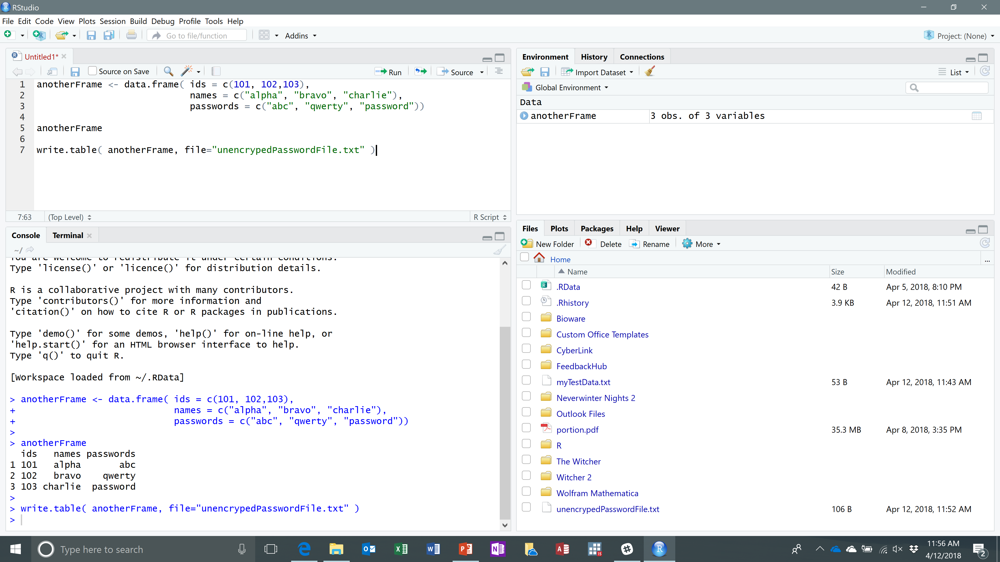 RStudio
File Edit Code View Plots Session Build Debug Profile Tools Help
Go to file/function Addins Project: (None)
Untitled1*
Source on Save Run Source
1 anotherFrame <- data.frame( ids = c(101, 102,103),
2 names = c("alpha", "bravo", "charlie"),
3 passwords = c("abc", "qwerty", "password"))
4
5 anotherFrame
6
7 write.table( anotherFrame, file="unencrypedPasswordFile.txt" )
7:63 (Top Level) R Script
Console Terminal
~/
You are welcome to redistribute it under certain conditions.
Type 'license()' or 'licence()' for distribution details.
R is a collaborative project with many contributors.
Type 'contributors()' for more information and
'citation()' on how to cite R or R packages in publications.
Type 'demo()' for some demos, 'help()' for on-line help, or
'help.start()' for an HTML browser interface to help.
Type 'q()' to quit R.
[Workspace loaded from ~/.RData]
> anotherFrame <- data.frame( ids = c(101, 102,103),
+ names = c("alpha", "bravo", "charlie"),
+ passwords = c("abc", "qwerty", "password"))
>
> anotherFrame
ids names passwords
1 101 alpha abc
2 102 bravo qwerty
3 103 charlie password
>
> write.table( anotherFrame, file="unencrypedPasswordFile.txt" )
>
Environment History Connections
Import Dataset List
Global Environment
Data
anotherFrame 3 obs. of 3 variables
Files Plots Packages Help Viewer
New Folder Delete Rename More
Home ...
Name Size Modified
.RData 42 B Apr 5, 2018, 8:10 PM
.Rhistory 3.9 KB Apr 12, 2018, 11:51 AM
Bioware
Custom Office Templates
CyberLink
FeedbackHub
myTestData.txt 53 B Apr 12, 2018, 11:43 AM
Neverwinter Nights 2
Outlook Files
portion.pdf 35.3 MB Apr 8, 2018, 3:35 PM
R
The Witcher
Witcher 2
Wolfram Mathematica
unencrypedPasswordFile.txt 106 B Apr 12, 2018, 11:52 AM
Type here to search
15
11:56 AM
4/12/2018
2